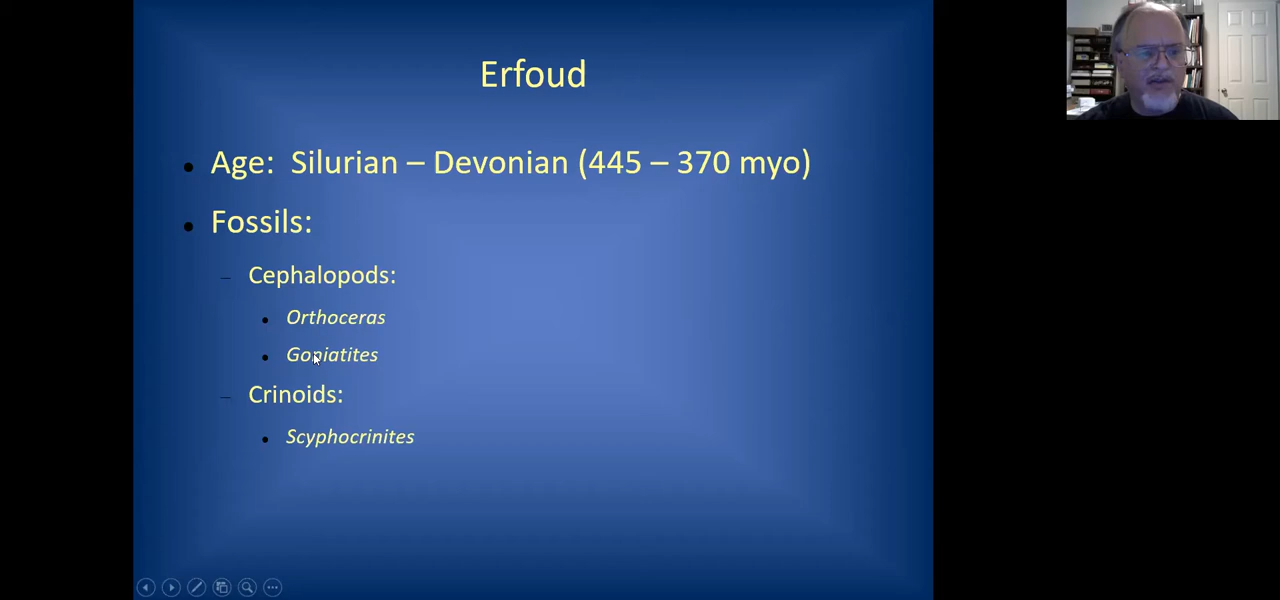 Erfoud
Age: Silurian – Devonian (445 – 370 myo)
Fossils:
Cephalopods:
Orthoceras
Goniatites
Crinoids:
Scyphocrinites